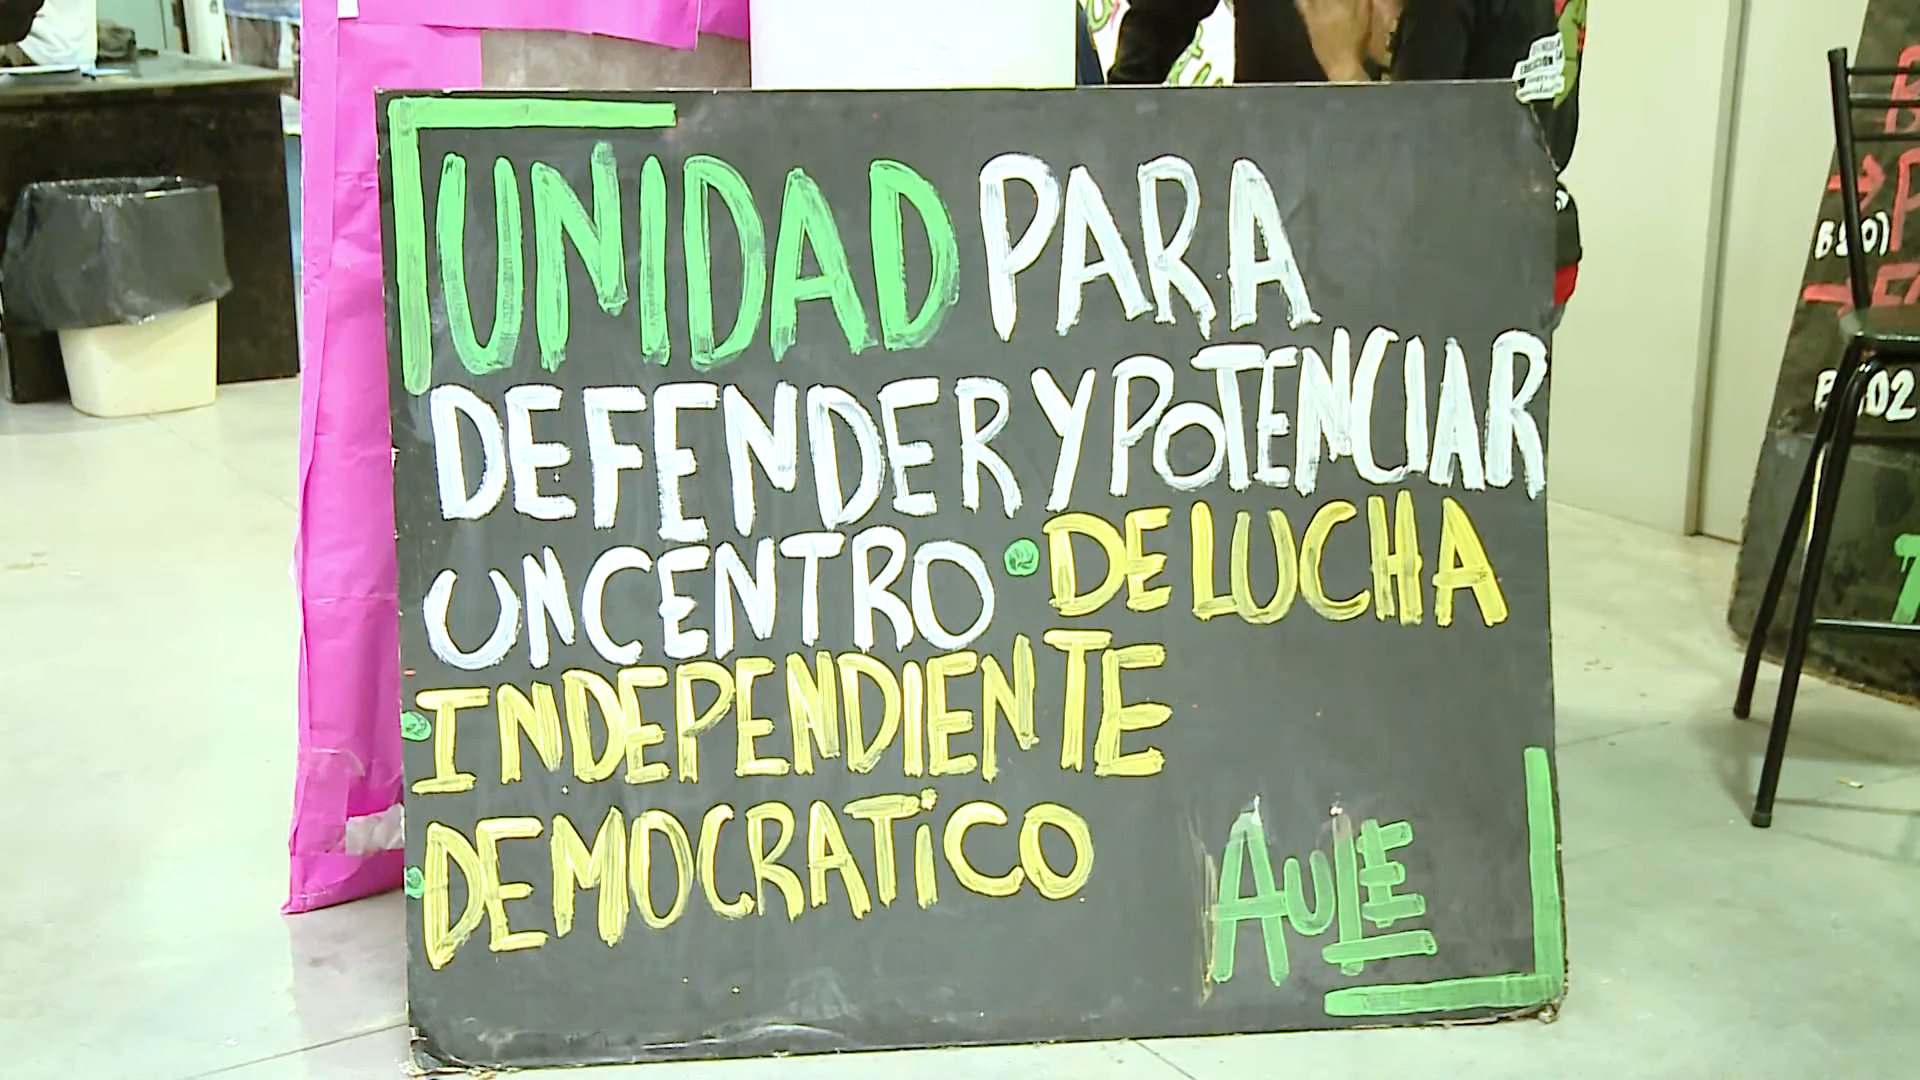 UNIDAD PARA
DEFENDER Y POTENCIAR
UN CENTRO • DE LUCHA
• INDEPENDIENTE
• DEMOCRATiCO
AULE
B
→ P